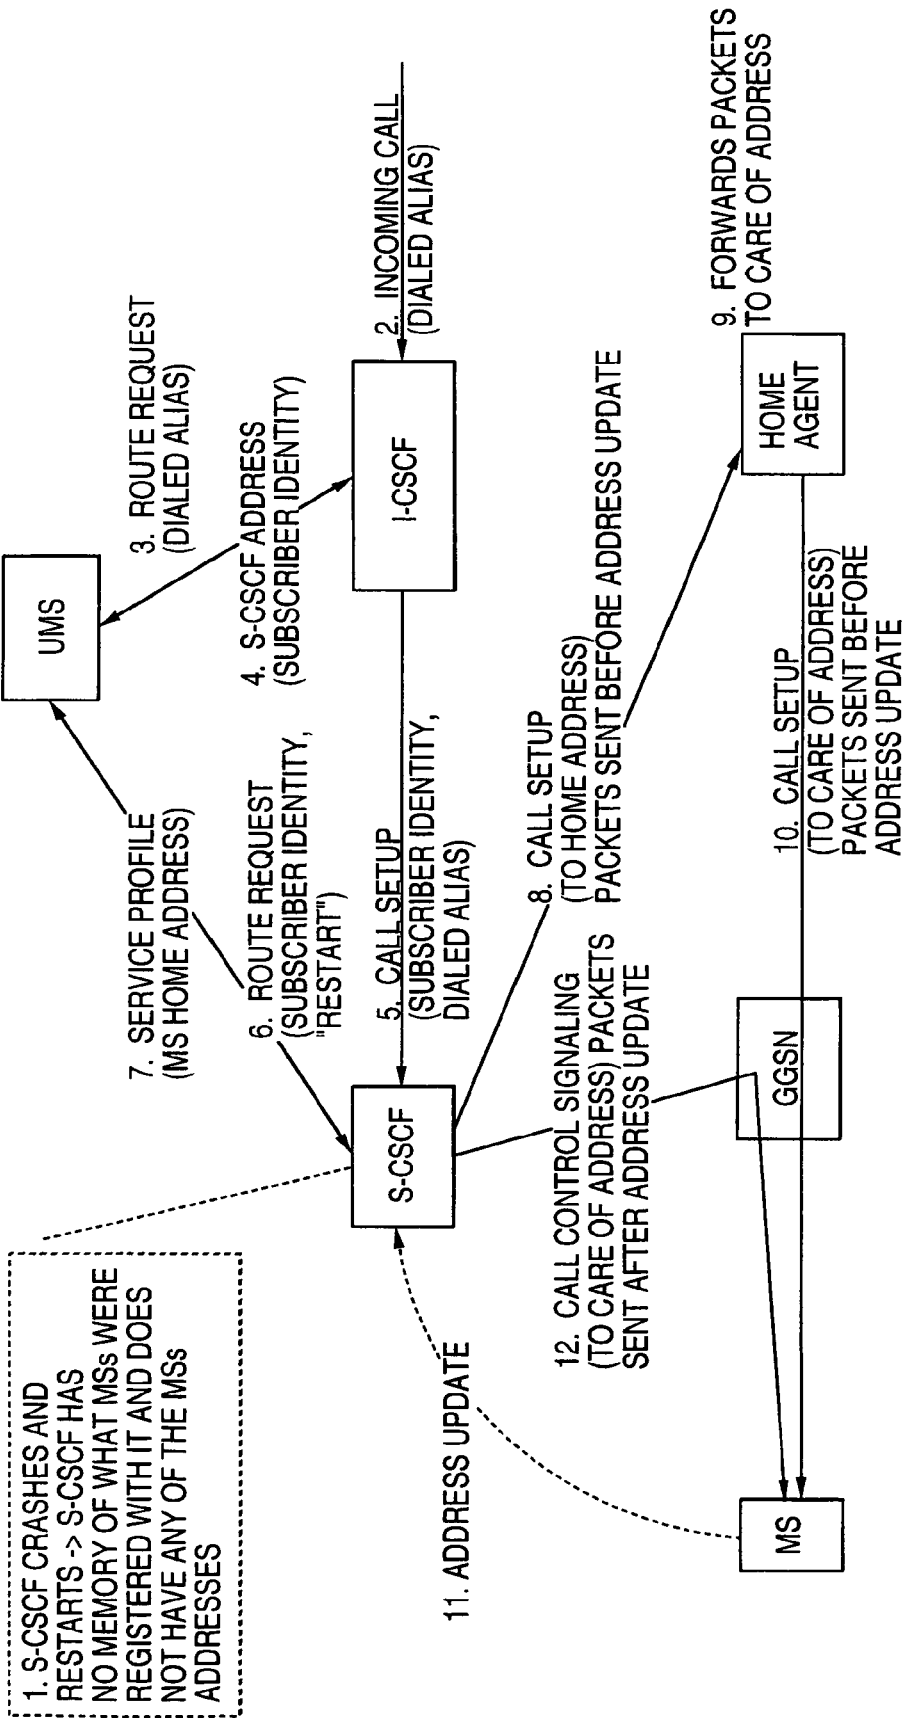 1. S-CSCF CRASHES AND
RESTARTS -> S-CSCF HAS
NO MEMORY OF WHAT MSs WERE
REGISTERED WITH IT AND DOES
NOT HAVE ANY OF THE MSs
ADDRESSES
7. SERVICE PROFILE
(MS HOME ADDRESS)
UMS
3. ROUTE REQUEST
(DIALED ALIAS)
6. ROUTE REQUEST
(SUBSCRIBER IDENTITY,
"RESTART")
4. S-CSCF ADDRESS
(SUBSCRIBER IDENTITY)
S-CSCF
5. CALL SETUP
(SUBSCRIBER IDENTITY,
DIALED ALIAS)
I-CSCF
2. INCOMING CALL
(DIALED ALIAS)
11. ADDRESS UPDATE
12. CALL CONTROL SIGNALING
(TO CARE OF ADDRESS) PACKETS
SENT AFTER ADDRESS UPDATE
8. CALL SETUP
(TO HOME ADDRESS)
PACKETS SENT BEFORE ADDRESS UPDATE
9. FORWARDS PACKETS
TO CARE OF ADDRESS
MS
GGSN
10. CALL SETUP
(TO CARE OF ADDRESS)
PACKETS SENT BEFORE
ADDRESS UPDATE
HOME
AGENT